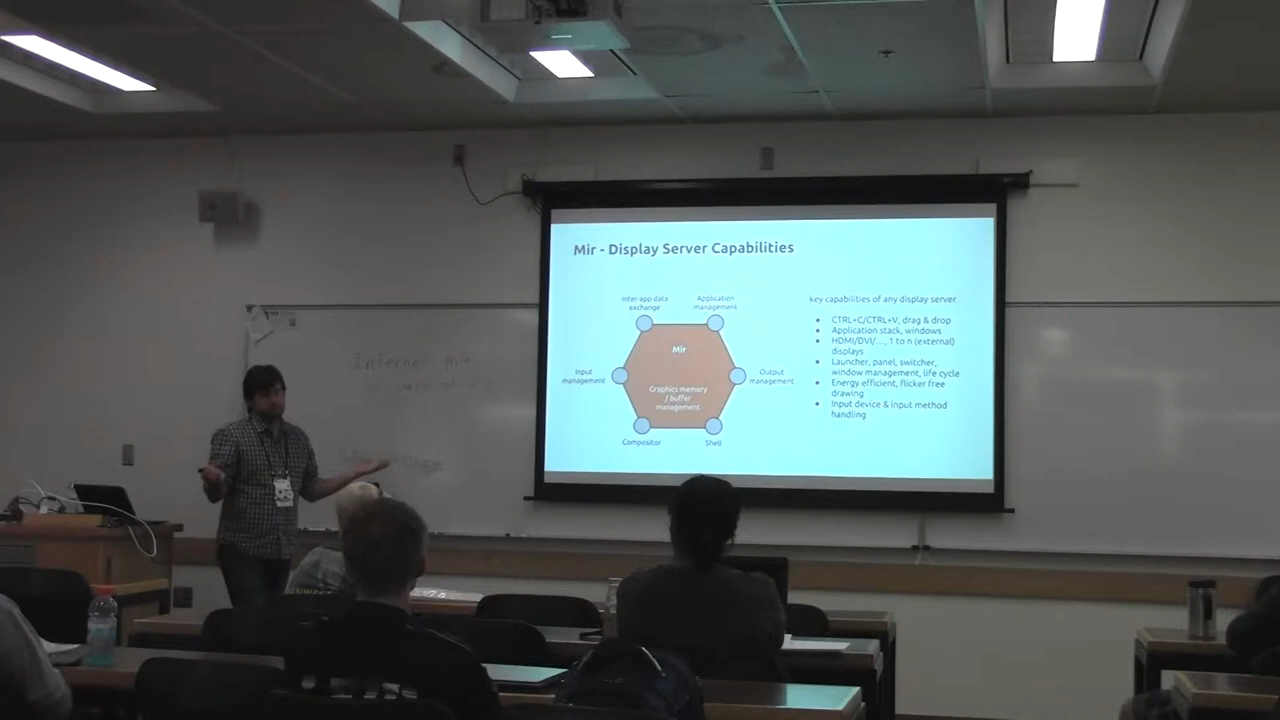 Mir - Display Server Capabilities
Inter-app data
exchange
Application
management
Mir
Input
management
Output
management
Graphics memory
/ buffer
management
Compositor
Shell
key capabilities of any display server
CTRL+C/CTRL+V, drag & drop
Application stack, windows
HDMI/DVI/...., 1 to n (external)
displays
Launcher, panel, switcher,
window management, life cycle
Energy efficient, flicker free
drawing
Input device & input method
handling
Internet